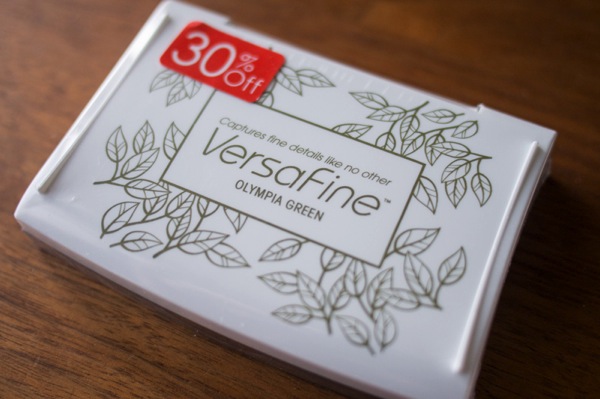 30% Off
Captures fine details like no other
VersaFine™
OLYMPIA GREEN